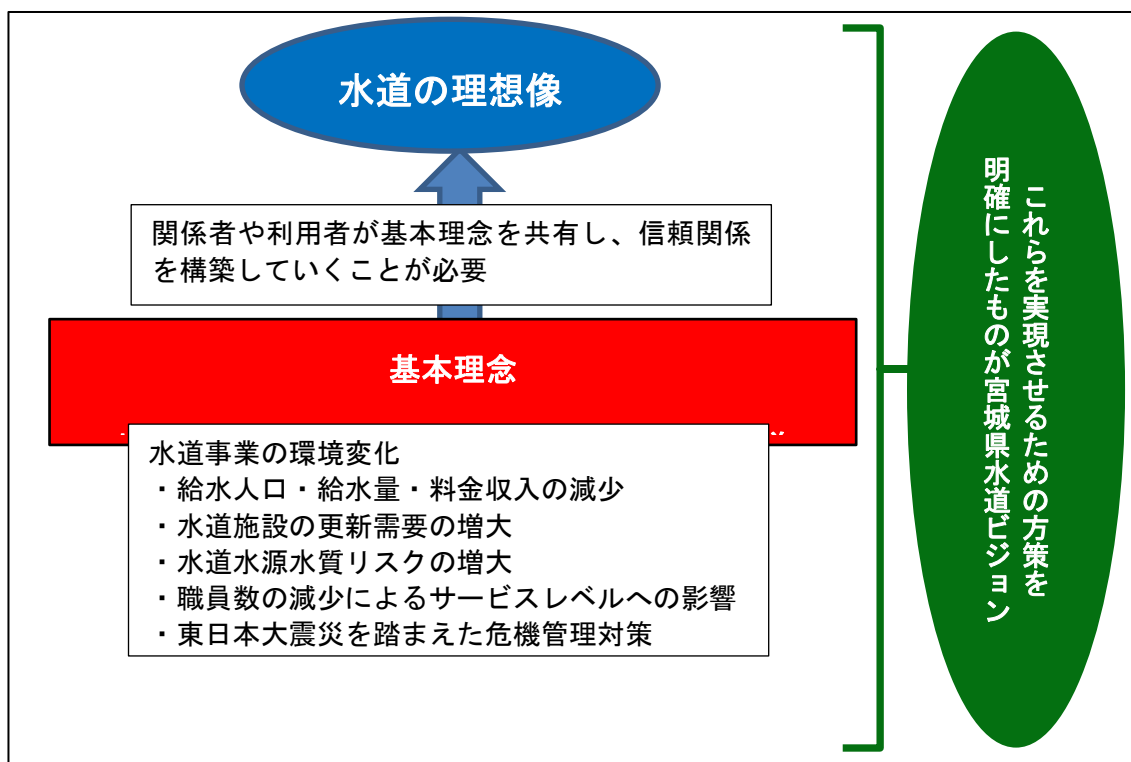 水道の理想像
関係者や利用者が基本理念を共有し、信頼関係
を構築していくことが必要
基本理念
水道事業の環境変化
・給水人口・給水量・料金収入の減少
・水道施設の更新需要の増大
・水道水源水質リスクの増大
・職員数の減少によるサービスレベルへの影響
・東日本大震災を踏まえた危機管理対策
これらを実現させるための方策を
明確にしたものが宮城県水道ビジョン